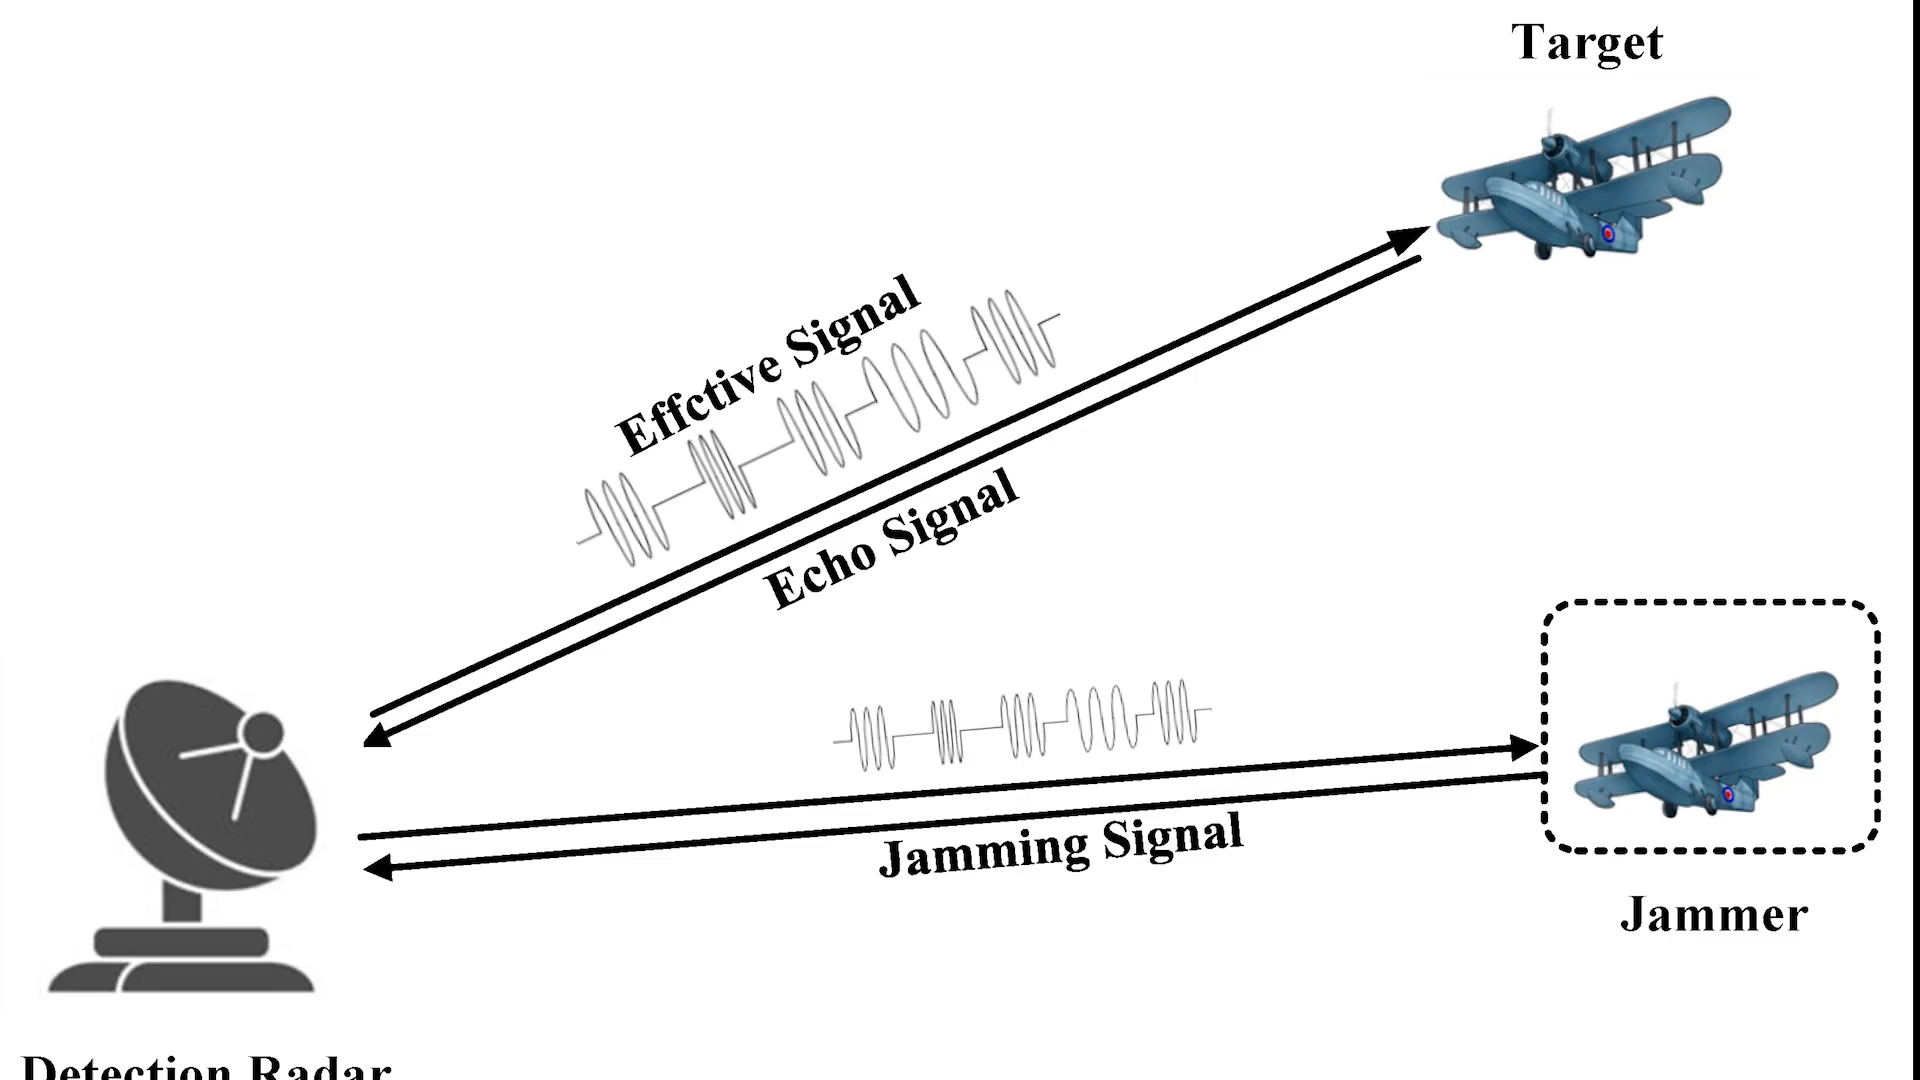 Target
Effctive Signal
Echo Signal
Jamming Signal
Jammer
Detection Radar